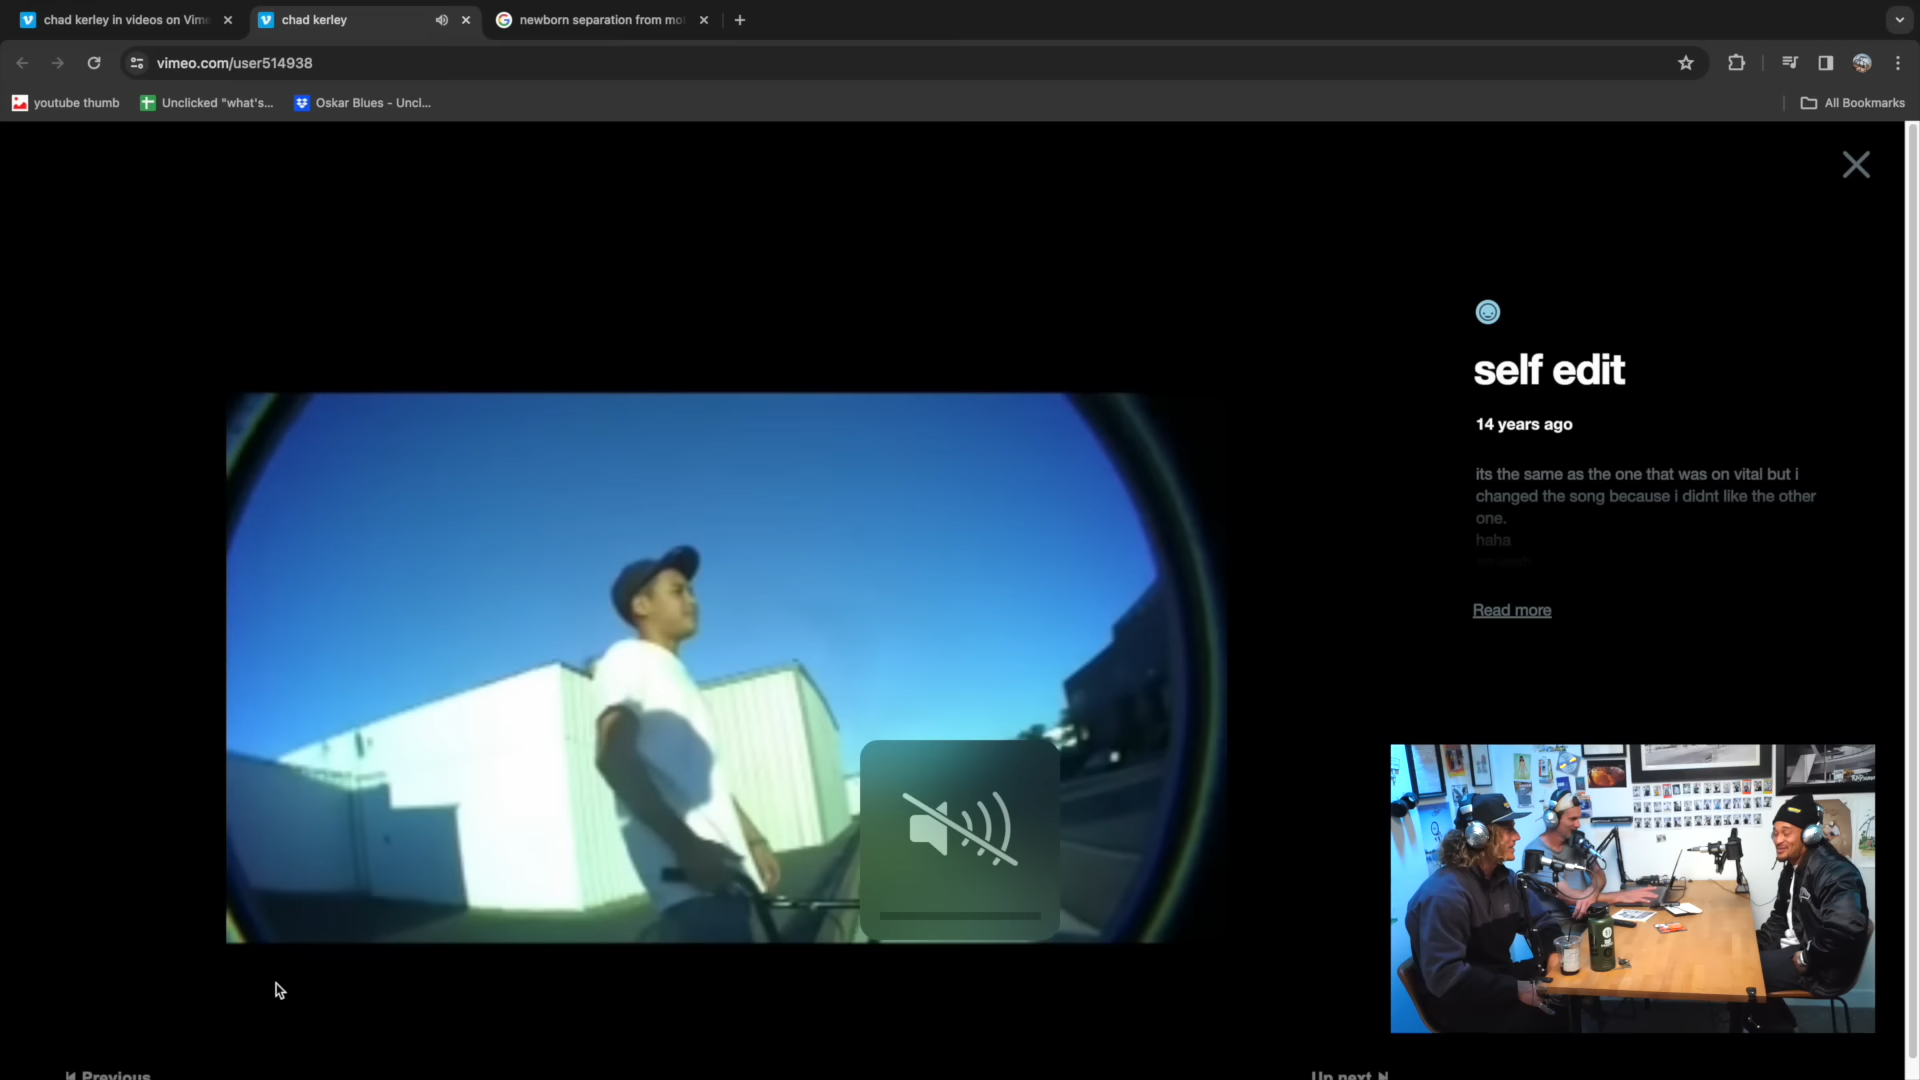 chad kerley in videos on Vime
chad kerley
newborn separation from mo
vimeo.com/user514938
youtube thumb
Unclicked "what's...
Oskar Blues - Uncl...
All Bookmarks
self edit
14 years ago
its the same as the one that was on vital but i
changed the song because i didnt like the other
one.
haha
Read more
Previous
Up next